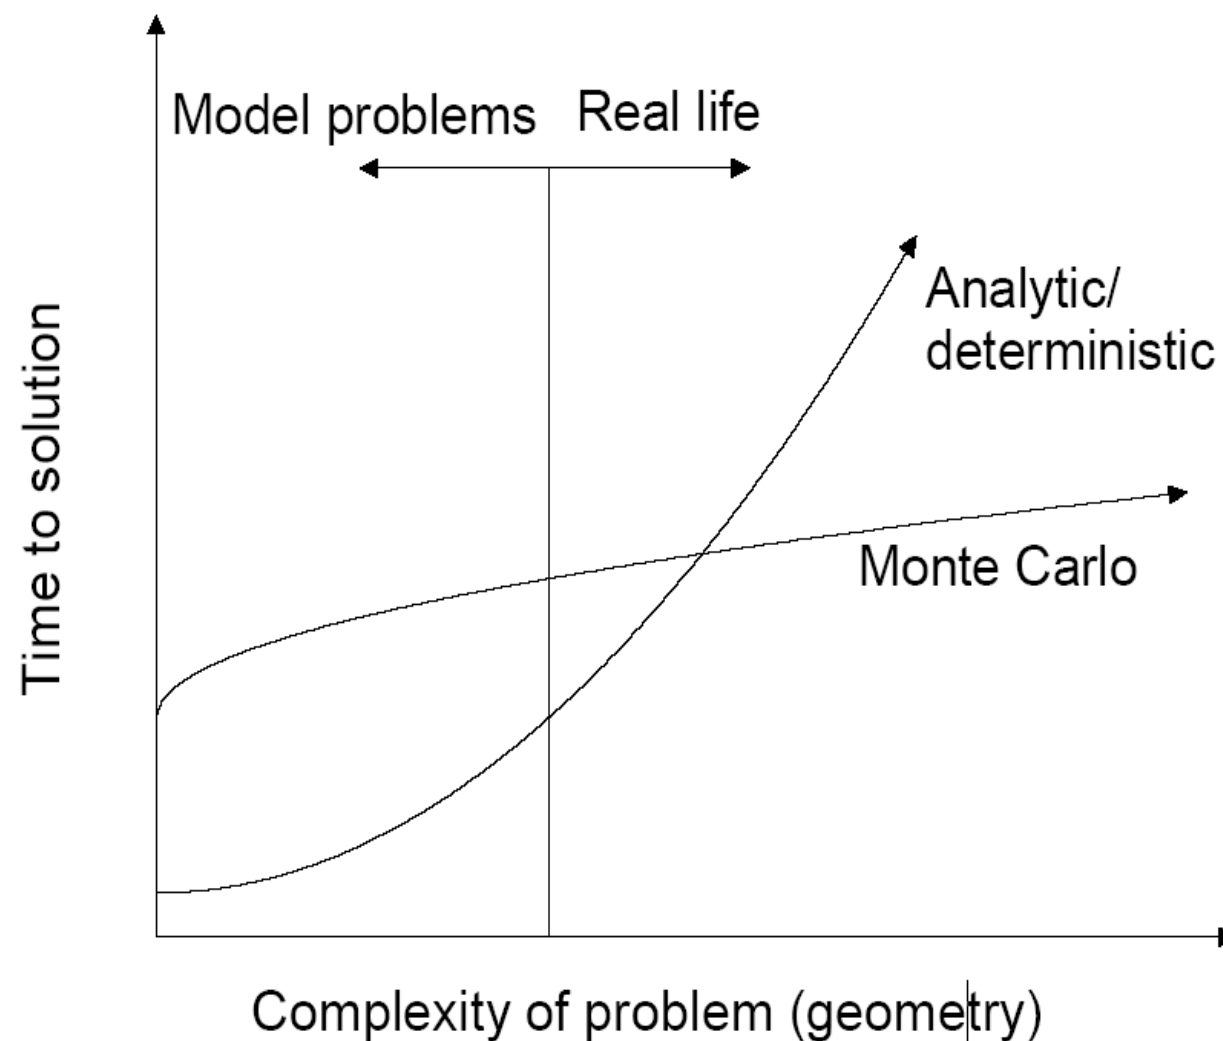 Model problems
Real life
Analytic/
deterministic
Monte Carlo
Time to solution
Complexity of problem (geometry)